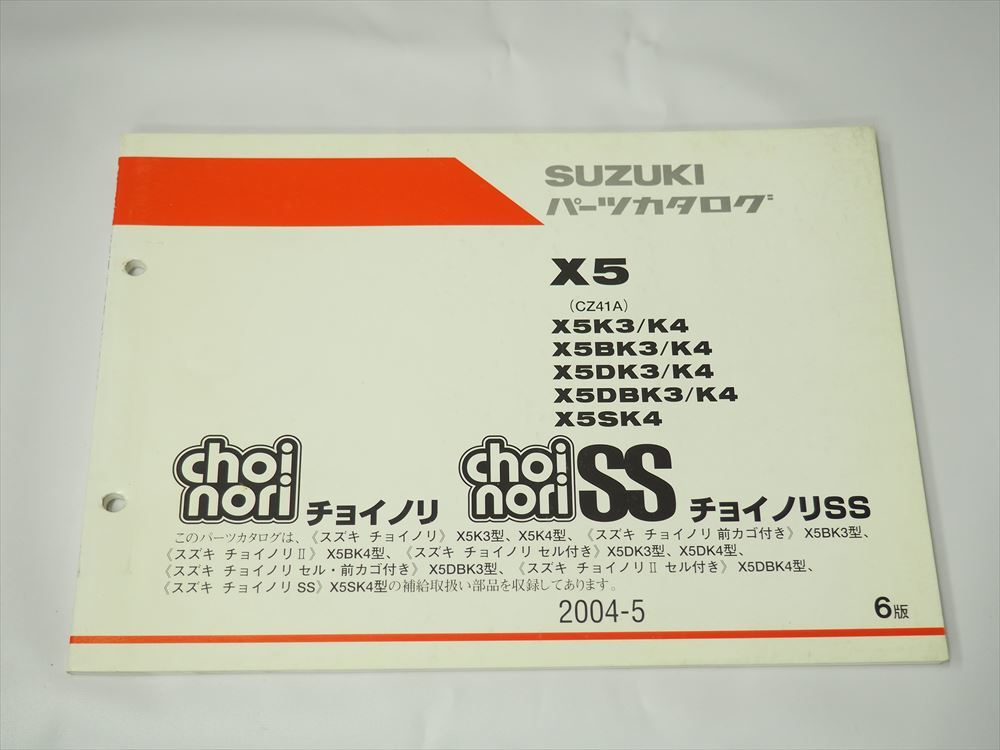 SUZUKI
パーツカタログ
X5
(CZ41A)
X5K3/K4
X5BK3/K4
X5DK3/K4
X5DBK3/K4
X5SK4
choi
nori チョイノリ
choi
nori SS チョイノリSS
このパーツカタログは、《スズキ チョイノリ》 X5K3型、X5K4型、《スズキ チョイノリ 前カゴ付き》 X5BK3型、
《スズキ チョイノリⅡ》 X5BK4型、《スズキ チョイノリ セル付き》 X5DK3型、X5DK4型、
《スズキ チョイノリ セル・前カゴ付き》 X5DBK3型、《スズキ チョイノリⅡ セル付き》 X5DBK4型、
《スズキ チョイノリ SS》 X5SK4型の補給取扱い部品を収録してあります。
2004-5 6版